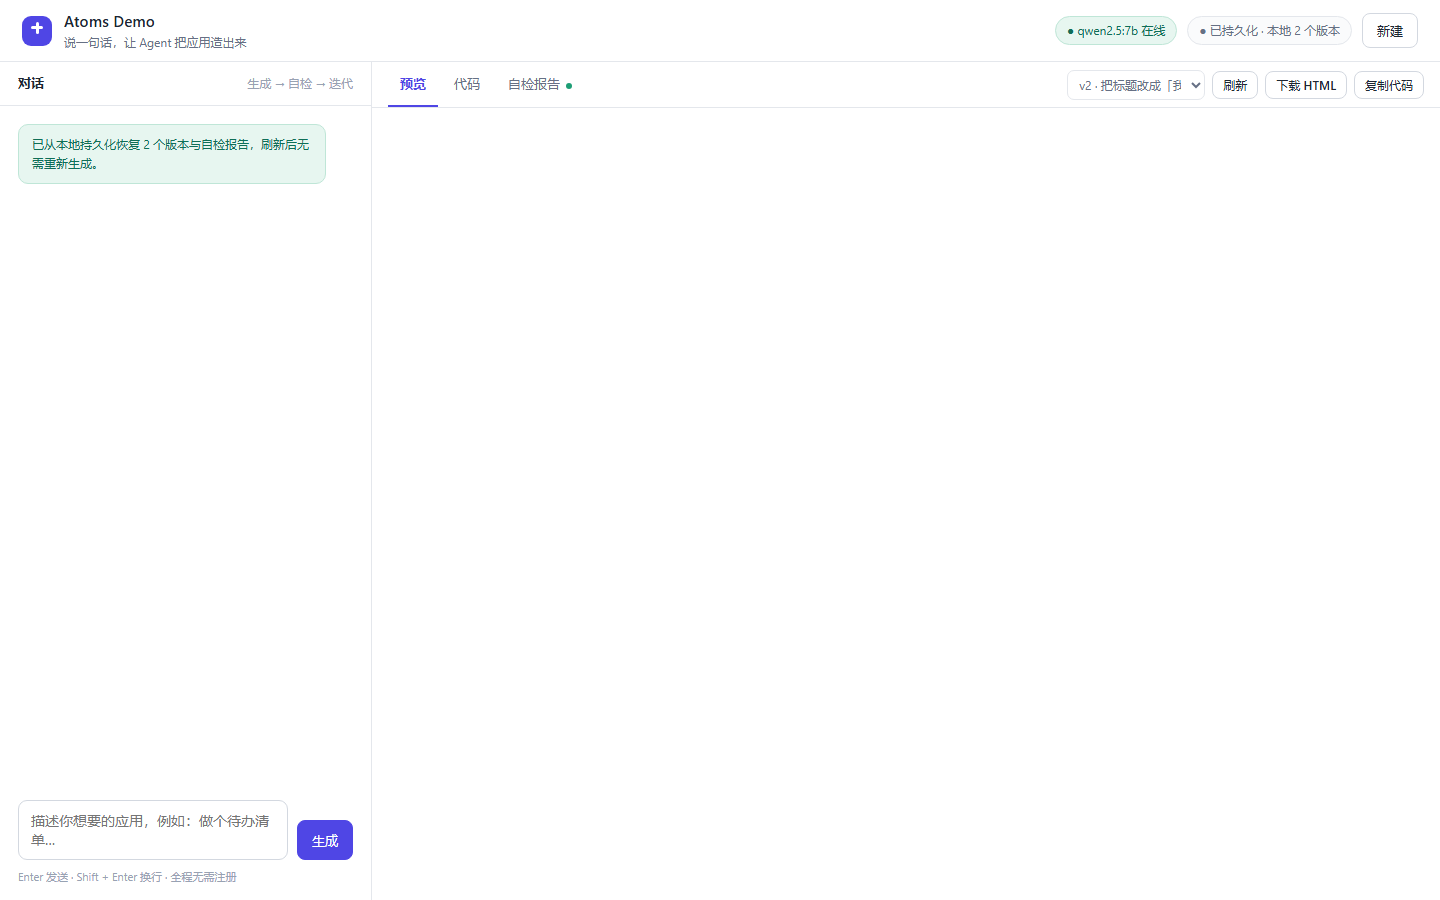 Atoms Demo
说一句话，让 Agent 把应用造出来
● qwen2.5:7b 在线
● 已持久化 · 本地 2 个版本
新建
对话
生成 → 自检 → 迭代
预览
代码
自检报告
v2 · 把标题改成「我
刷新
下载 HTML
复制代码
已从本地持久化恢复 2 个版本与自检报告，刷新后无
需重新生成。
描述你想要的应用，例如：做个待办清
单...
生成
Enter 发送 · Shift + Enter 换行 · 全程无需注册